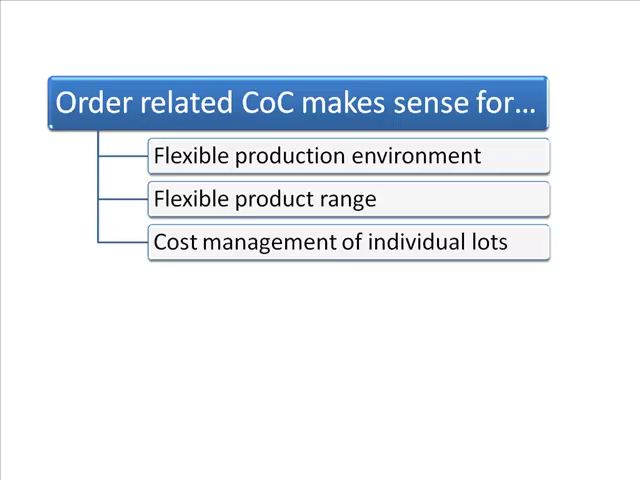 Order related CoC makes sense for…
Flexible production environment
Flexible product range
Cost management of individual lots